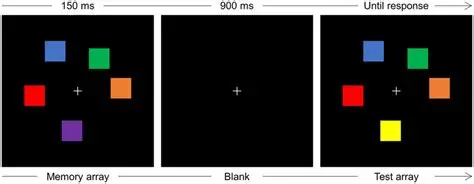 150 ms
900 ms
Until response
Memory array
Blank
Test array